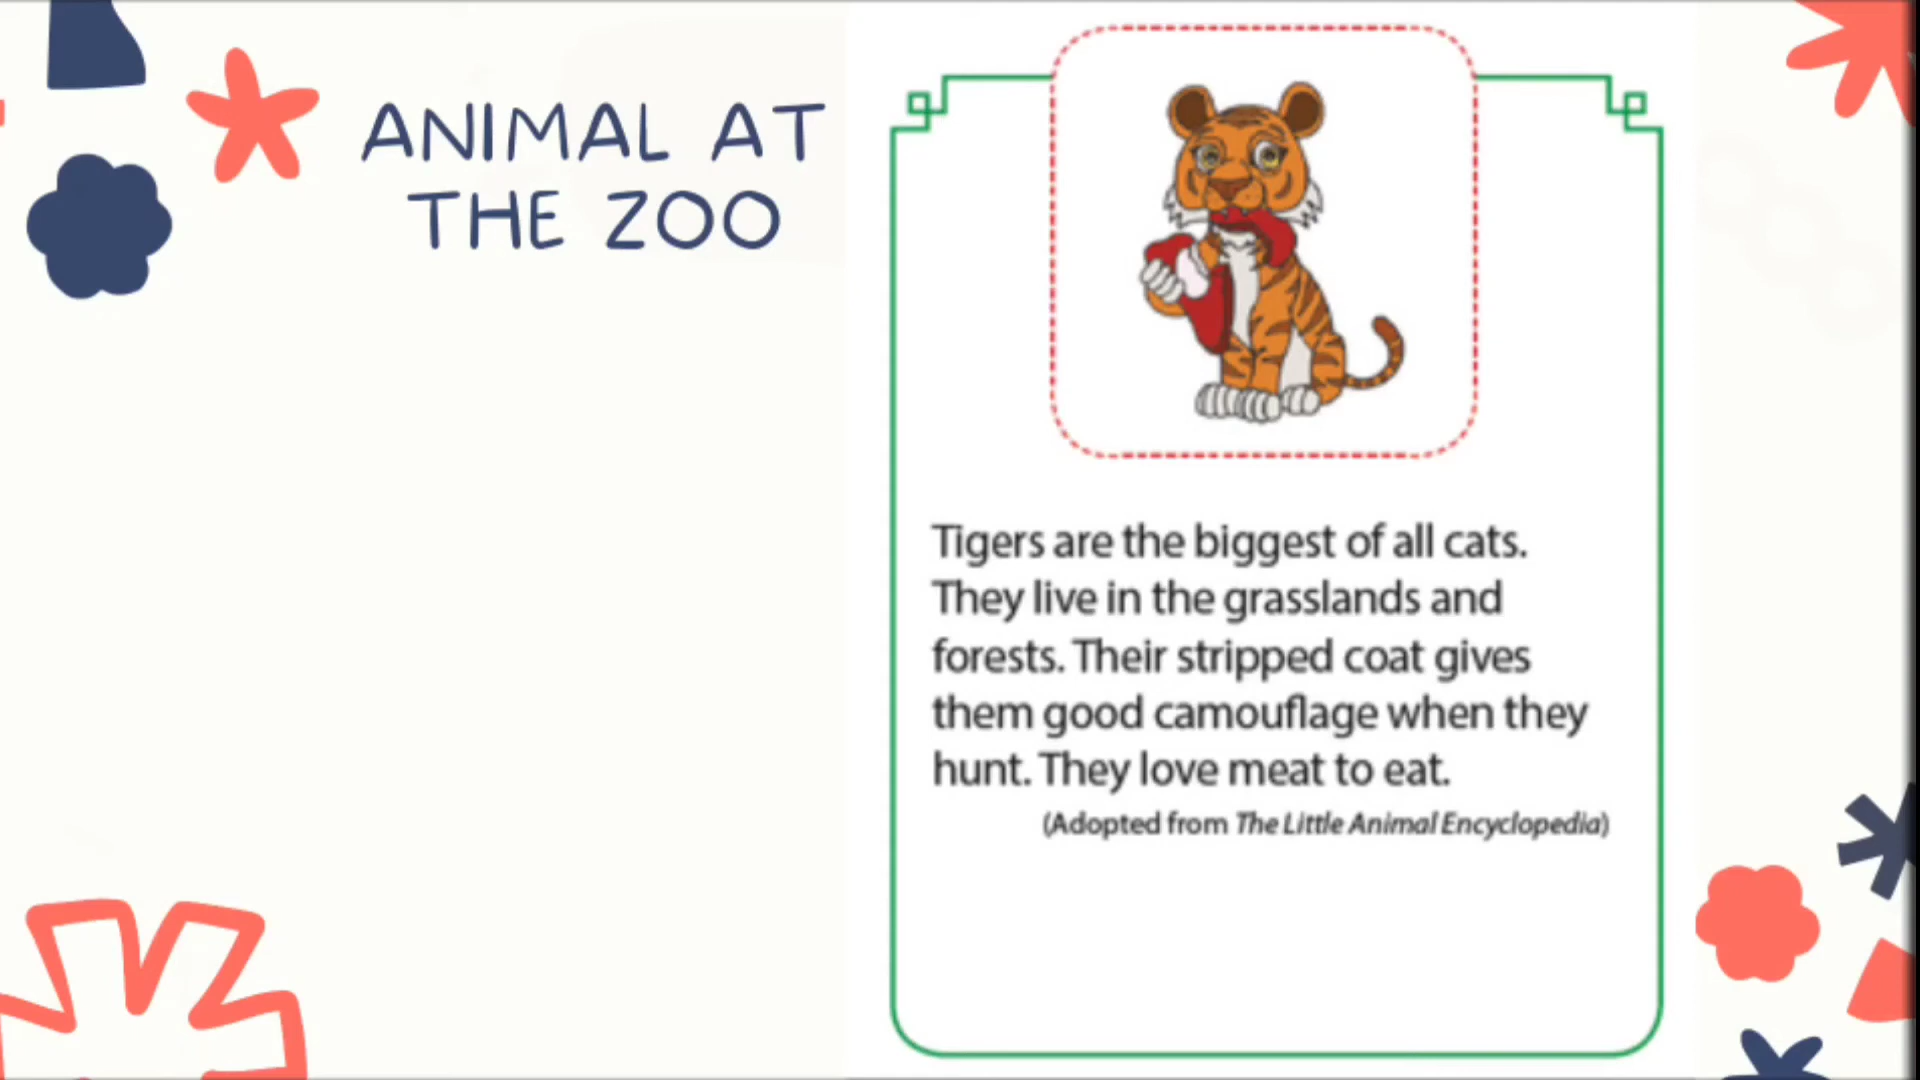 ANIMAL AT
THE ZOO
Tigers are the biggest of all cats.
They live in the grasslands and
forests. Their stripped coat gives
them good camouflage when they
hunt. They love meat to eat.
(Adopted from The Little Animal Encyclopedia)